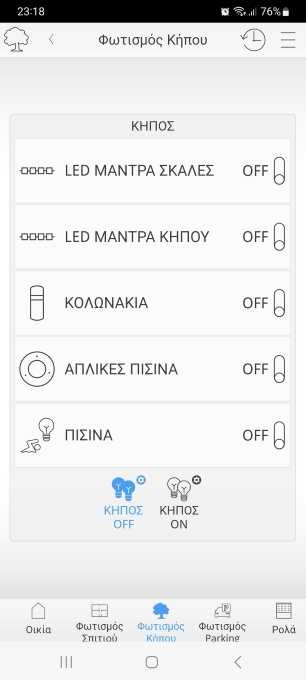 23:18
76%
Φωτισμός Κήπου
ΚΗΠΟΣ
LED ΜΑΝΤΡΑ ΣΚΑΛΕΣ OFF
LED ΜΑΝΤΡΑ ΚΗΠΟΥ OFF
ΚΟΛΩΝΑΚΙΑ OFF
ΑΠΛΙΚΕΣ ΠΙΣΙΝΑ OFF
ΠΙΣΙΝΑ OFF
ΚΗΠΟΣ ΚΗΠΟΣ
OFF ON
Οικία Φωτισμός Φωτισμός Φωτισμός Ρολά
Σπιτιού Κήπου Parking